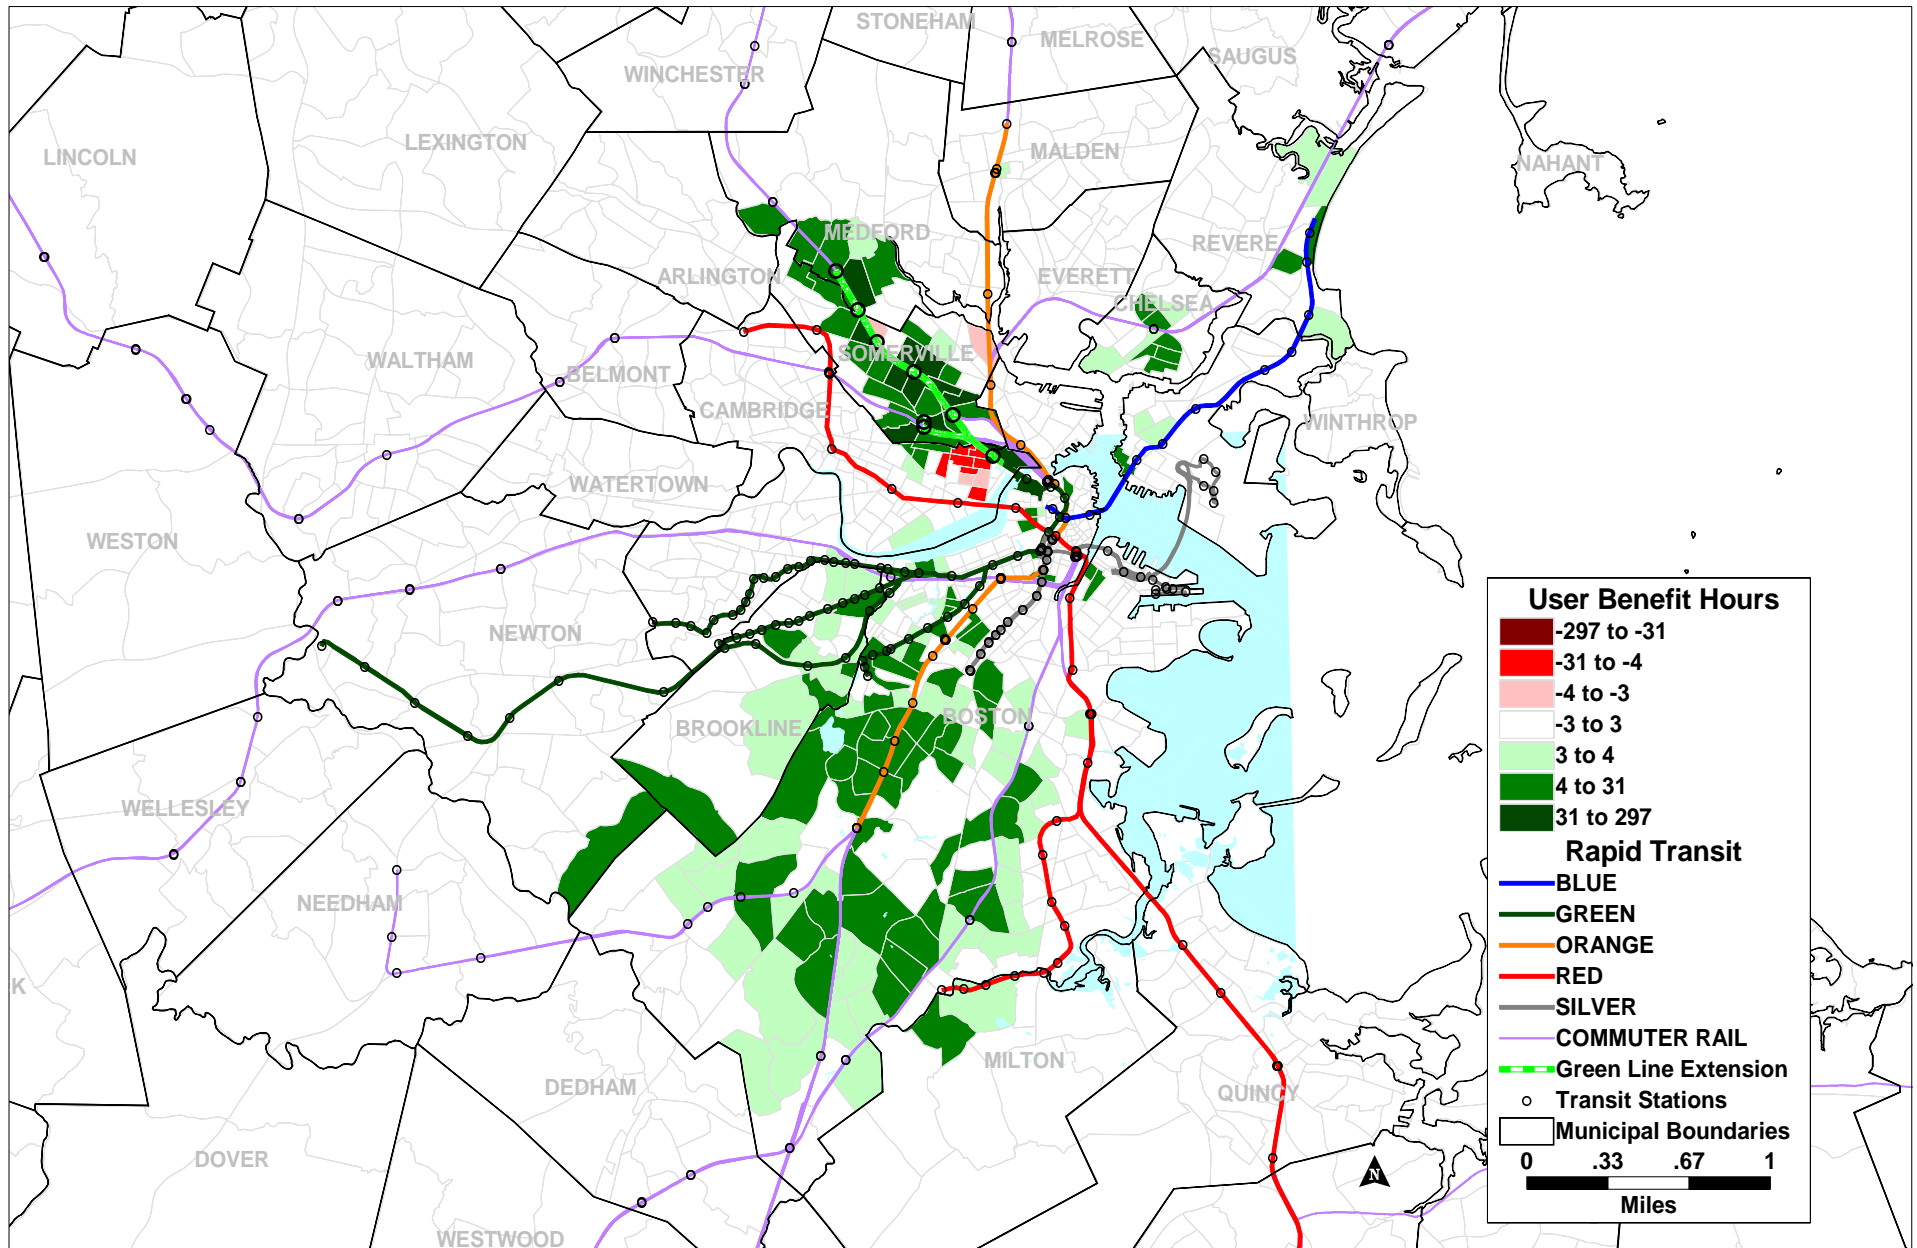 STONEHAM
MELROSE
SAUGUS
WINCHESTER
LEXINGTON
LINCOLN
MALDEN
NAHANT
MEDFORD
REVERE
ARLINGTON
EVERETT
CHELSEA
WALTHAM
SOMERVILLE
BELMONT
CAMBRIDGE
WINTHROP
WATERTOWN
WESTON
NEWTON
BOSTON
BROOKLINE
WELLESLEY
NEEDHAM
K
MILTON
DEDHAM
QUINCY
DOVER
WESTWOOD
User Benefit Hours
-297 to -31
-31 to -4
-4 to -3
-3 to 3
3 to 4
4 to 31
31 to 297
Rapid Transit
BLUE
GREEN
ORANGE
RED
SILVER
COMMUTER RAIL
Green Line Extension
Transit Stations
Municipal Boundaries
0 .33 .67 1
Miles
N